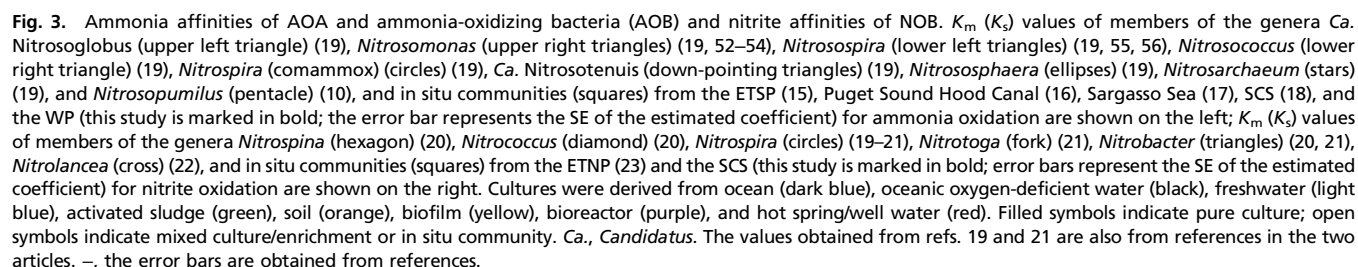 Fig. 3. Ammonia affinities of AOA and ammonia-oxidizing bacteria (AOB) and nitrite affinities of NOB. Km (Ks) values of members of the genera Ca.
Nitrosoglobus (upper left triangle) (19), Nitrosomonas (upper right triangles) (19, 52–54), Nitrosospira (lower left triangles) (19, 55, 56), Nitrosococcus (lower
right triangle) (19), Nitrospira (comammox) (circles) (19), Ca. Nitrosotenuis (down-pointing triangles) (19), Nitrososphaera (ellipses) (19), Nitrosarchaeum (stars)
(19), and Nitrosopumilus (pentacle) (10), and in situ communities (squares) from the ETSP (15), Puget Sound Hood Canal (16), Sargasso Sea (17), SCS (18), and
the WP (this study is marked in bold; the error bar represents the SE of the estimated coefficient) for ammonia oxidation are shown on the left; Km (Ks) values
of members of the genera Nitrospina (hexagon) (20), Nitrococcus (diamond) (20), Nitrospira (circles) (19–21), Nitrotoga (fork) (21), Nitrobacter (triangles) (20, 21),
Nitrolancea (cross) (22), and in situ communities (squares) from the ETNP (23) and the SCS (this study is marked in bold; error bars represent the SE of the estimated
coefficient) for nitrite oxidation are shown on the right. Cultures were derived from ocean (dark blue), oceanic oxygen-deficient water (black), freshwater (light
blue), activated sludge (green), soil (orange), biofilm (yellow), bioreactor (purple), and hot spring/well water (red). Filled symbols indicate pure culture; open
symbols indicate mixed culture/enrichment or in situ community. Ca., Candidatus. The values obtained from refs. 19 and 21 are also from references in the two
articles. –, the error bars are obtained from references.